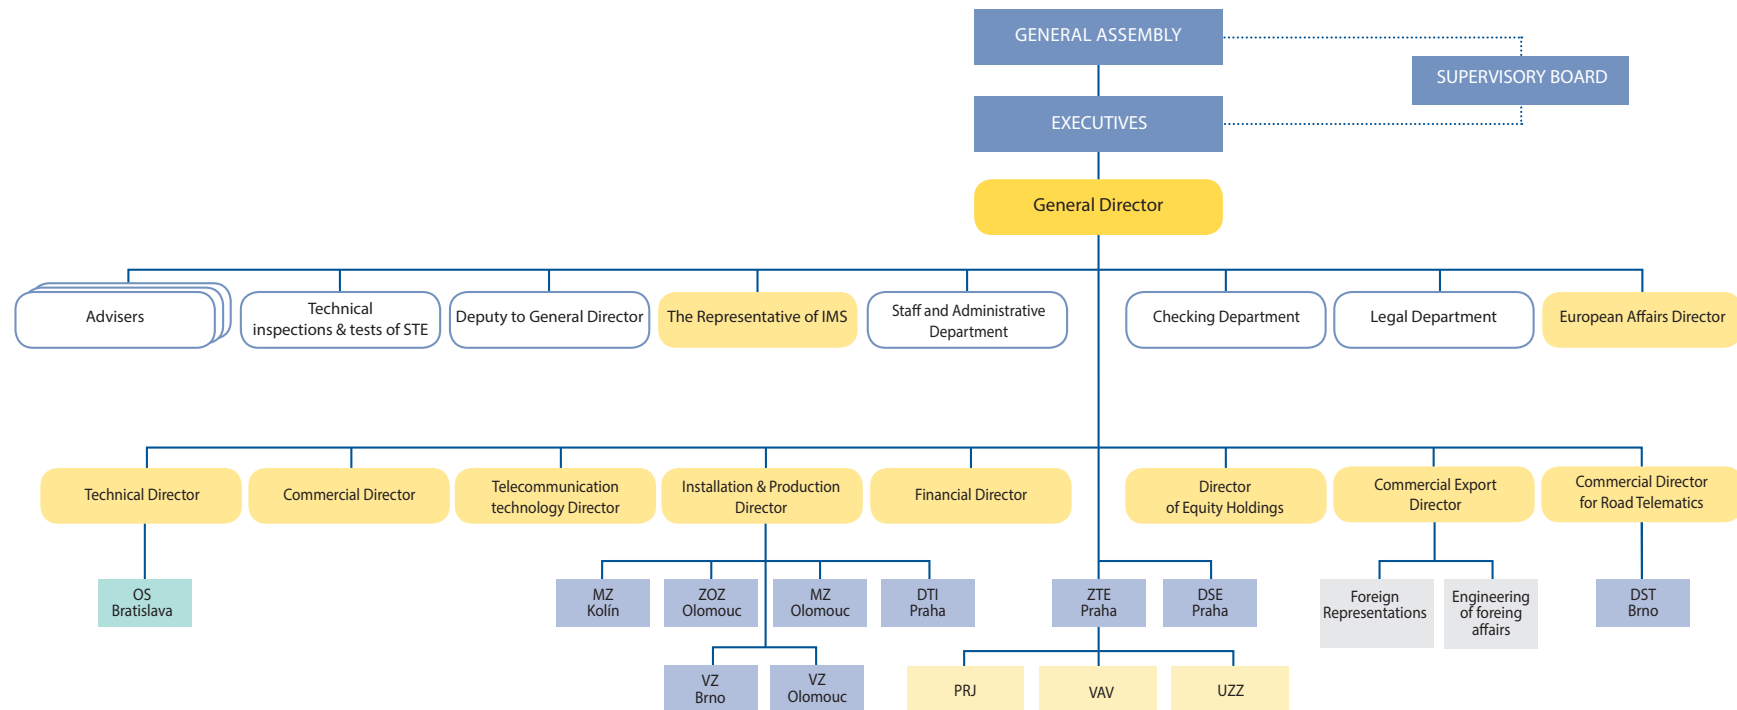 GENERAL ASSEMBLY
SUPERVISORY BOARD
EXECUTIVES
General Director
Advisers
Technical
inspections & tests of STE
Deputy to General Director
The Representative of IMS
Staff and Administrative
Department
Checking Department
Legal Department
European Affairs Director
Technical Director
Commercial Director
Telecommunication
technology Director
Installation & Production
Director
Financial Director
Director
of Equity Holdings
Commercial Export
Director
Commercial Director
for Road Telematics
OS
Bratislava
MZ
Kolín
ZOZ
Olomouc
MZ
Olomouc
DTI
Praha
ZTE
Praha
DSE
Praha
Foreign
Representations
Engineering
of foreing
affairs
DST
Brno
VZ
Brno
VZ
Olomouc
PRJ
VAV
UZZ